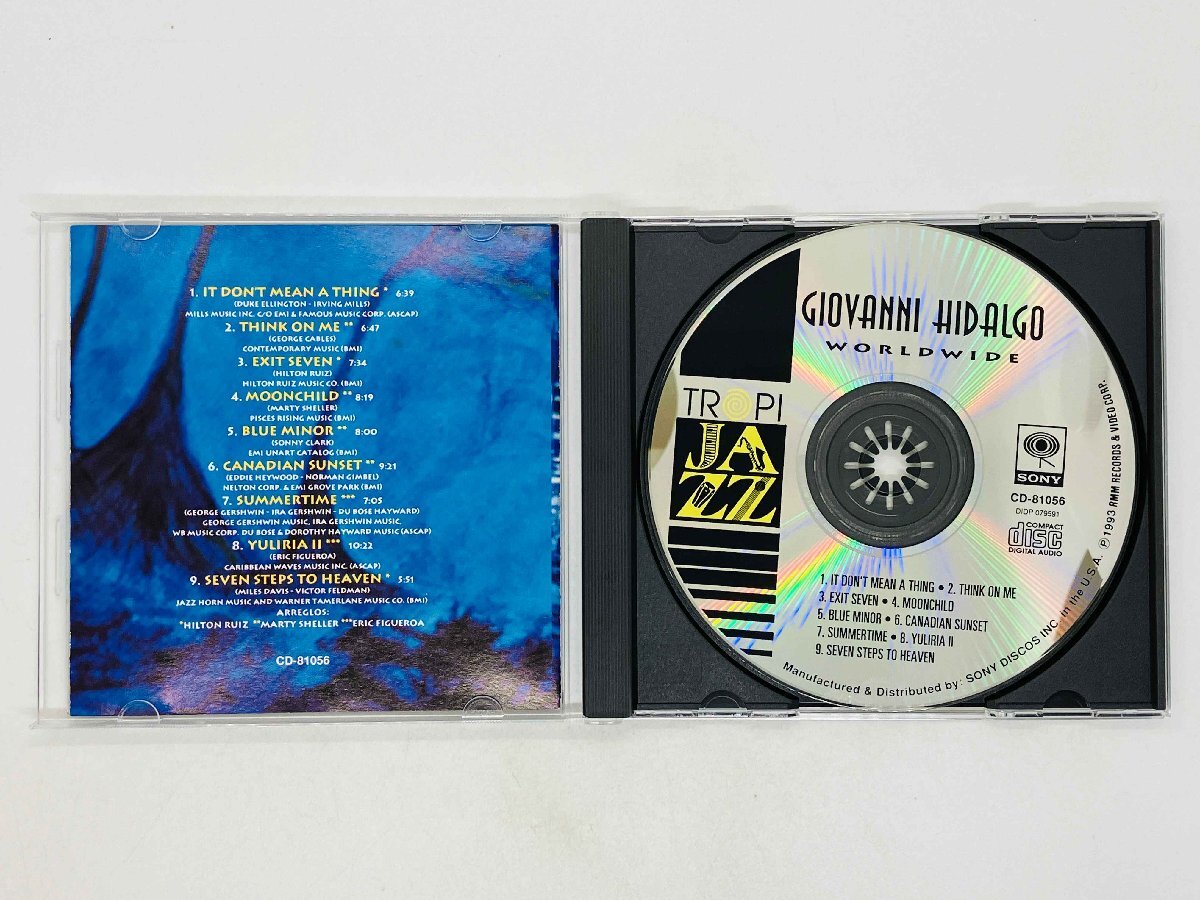 1. IT DON'T MEAN A THING * 6:39
(DUKE ELLINGTON - IRVING MILLS)
MILLS MUSIC INC. C/O EMI & FAMOUS MUSIC CORP. (ASCAP)
2. THINK ON ME ** 6:47
(GEORGE CABLES)
CONTEMPORARY MUSIC (BMI)
3. EXIT SEVEN * 7:34
(HILTON RUIZ)
HILTON RUIZ MUSIC CO. (BMI)
4. MOONCHILD ** 8:19
(MARTY SHELLER)
PISCES RISING MUSIC (BMI)
5. BLUE MINOR ** 8:00
(SONNY CLARK)
EMI UNART CATALOG (BMI)
6. CANADIAN SUNSET ** 9:21
(EDDIE HEYWOOD - NORMAN GIMBEL)
NELTON CORP. & EMI GROVE PARK (BMI)
7. SUMMERTIME *** 7:05
(GEORGE GERSHWIN - IRA GERSHWIN - DU BOSE HAYWARD)
GEORGE GERSHWIN MUSIC, IRA GERSHWIN MUSIC,
WB MUSIC CORP. DU BOSE & DOROTHY HAYWARD MUSIC (ASCAP)
8. YULIRIA II *** 10:22
(ERIC FIGUEROA)
CARIBBEAN WAVES MUSIC INC. (ASCAP)
9. SEVEN STEPS TO HEAVEN * 5:51
(MILES DAVIS - VICTOR FELDMAN)
JAZZ HORN MUSIC AND WARNER TAMERLANE MUSIC CO. (BMI)
ARREGLOS:
*HILTON RUIZ **MARTY SHELLER ***ERIC FIGUEROA
CD-81056
GIOVANNI HIDALGO
WORLDWIDE
TROPI
JA
ZZ
SONY
CD-81056
DIDP 079591
COMPACT
disc
DIGITAL AUDIO
1. IT DON'T MEAN A THING • 2. THINK ON ME
3. EXIT SEVEN • 4. MOONCHILD
5. BLUE MINOR • 6. CANADIAN SUNSET
7. SUMMERTIME • 8. YULIRIA II
9. SEVEN STEPS TO HEAVEN
Manufactured & Distributed by: SONY DISCOS INC. in the U.S.A. ℗ 1993 RMM RECORDS & VIDEO CORP.